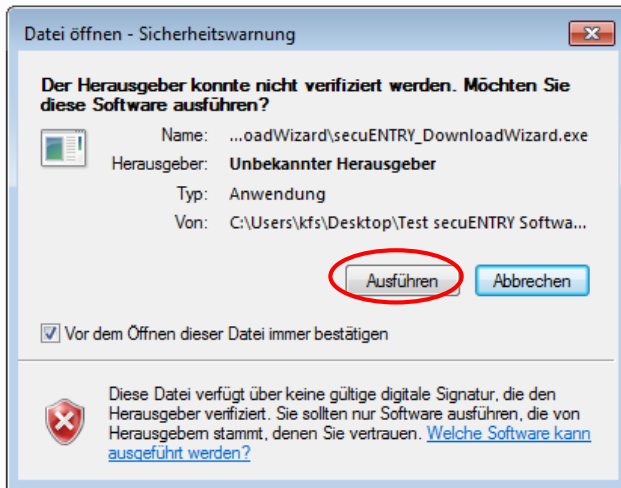 Datei öffnen - Sicherheitswarnung
Der Herausgeber konnte nicht verifiziert werden. Möchten Sie
diese Software ausführen?
Name: ...oadWizard\secuENTRY_DownloadWizard.exe
Herausgeber: Unbekannter Herausgeber
Typ: Anwendung
Von: C:\Users\kfs\Desktop\Test secuENTRY Softwa...
Ausführen Abbrechen
Vor dem Öffnen dieser Datei immer bestätigen
Diese Datei verfügt über keine gültige digitale Signatur, die den
Herausgeber verifiziert. Sie sollten nur Software ausführen, die von
Herausgebern stammt, denen Sie vertrauen. Welche Software kann
ausgeführt werden?